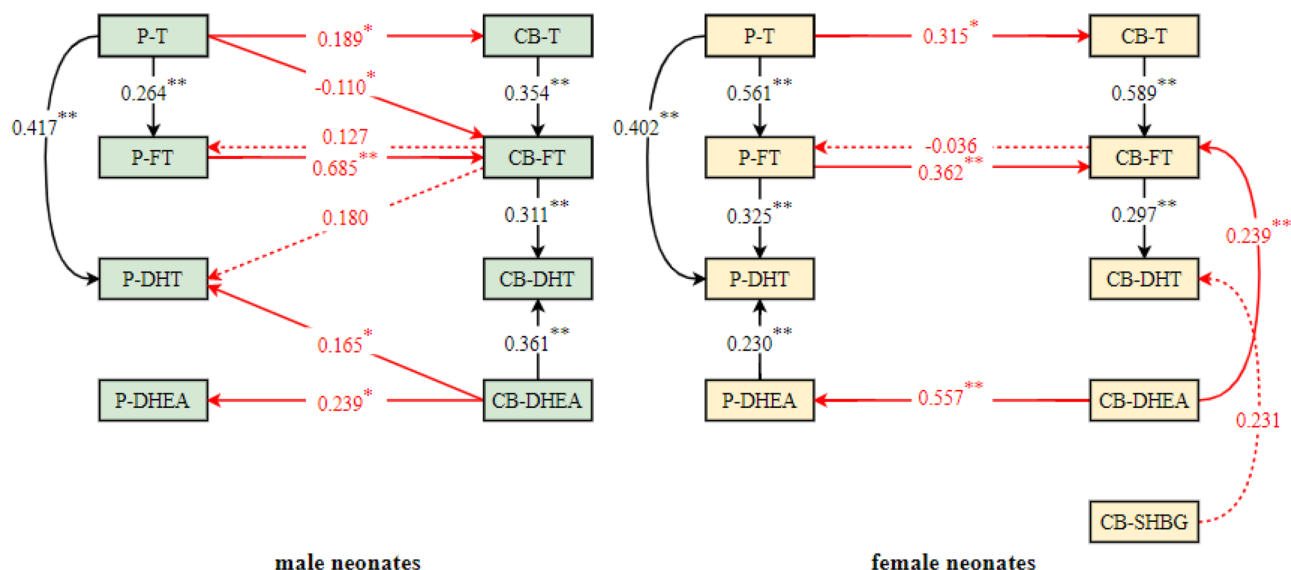 P-T 0.189* CB-T
-0.110*
0.264** 0.354**
0.417**
0.127
P-FT CB-FT
0.685**
0.180 0.311**
P-DHT CB-DHT
0.165* 0.361**
P-DHEA 0.239* CB-DHEA
male neonates
P-T 0.315* CB-T
0.561** 0.589**
0.402**
-0.036
P-FT CB-FT
0.362**
0.325** 0.297**
0.239**
P-DHT CB-DHT
0.230**
P-DHEA 0.557** CB-DHEA
0.231
CB-SHBG
female neonates